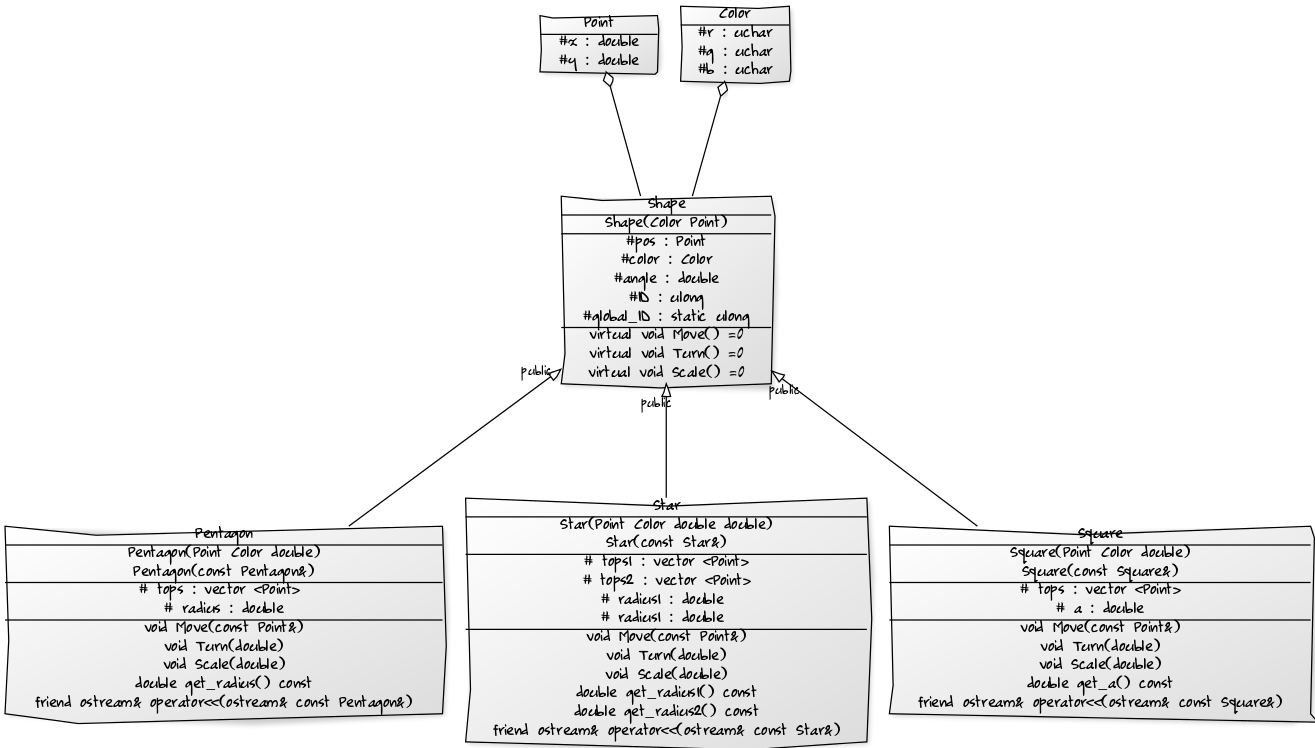 Point
#x : double
#y : double
Color
#r : uchar
#g : uchar
#b : uchar
Shape
Shape(Color Point)
#pos : Point
#color : Color
#angle : double
#ID : ulong
#global_ID : static ulong
virtual void Move() =0
virtual void Turn() =0
virtual void Scale() =0
public
public
public
Pentagon
Pentagon(Point Color double)
Pentagon(const Pentagon&)
# tops : vector <Point>
# radius : double
void Move(const Point&)
void Turn(double)
void Scale(double)
double get_radius() const
friend ostream& operator<<(ostream& const Pentagon&)
Star
Star(Point Color double double)
Star(const Star&)
# tops1 : vector <Point>
# tops2 : vector <Point>
# radius1 : double
# radius1 : double
void Move(const Point&)
void Turn(double)
void Scale(double)
double get_radius1() const
double get_radius2() const
friend ostream& operator<<(ostream& const Star&)
Square
Square(Point Color double)
Square(const Square&)
# tops : vector <Point>
# a : double
void Move(const Point&)
void Turn(double)
void Scale(double)
double get_a() const
friend ostream& operator<<(ostream& const Square&)